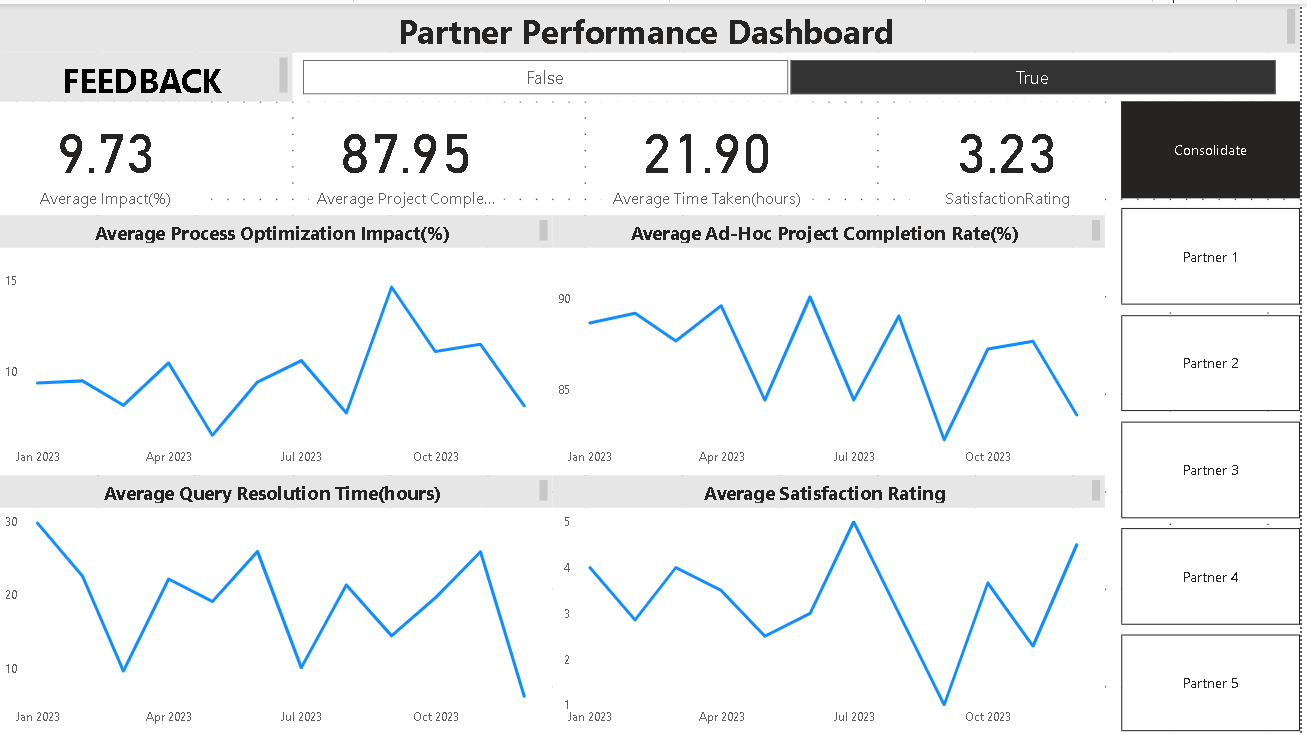 Partner Performance Dashboard
FEEDBACK
False
True
9.73
Average Impact(%)
87.95
Average Project Comple...
21.90
Average Time Taken(hours)
3.23
SatisfactionRating
Consolidate
Partner 1
Partner 2
Partner 3
Partner 4
Partner 5
Average Process Optimization Impact(%)
15
10
Jan 2023 Apr 2023 Jul 2023 Oct 2023
Average Ad-Hoc Project Completion Rate(%)
90
85
Jan 2023 Apr 2023 Jul 2023 Oct 2023
Average Query Resolution Time(hours)
30
20
10
Jan 2023 Apr 2023 Jul 2023 Oct 2023
Average Satisfaction Rating
5
4
3
2
1
Jan 2023 Apr 2023 Jul 2023 Oct 2023